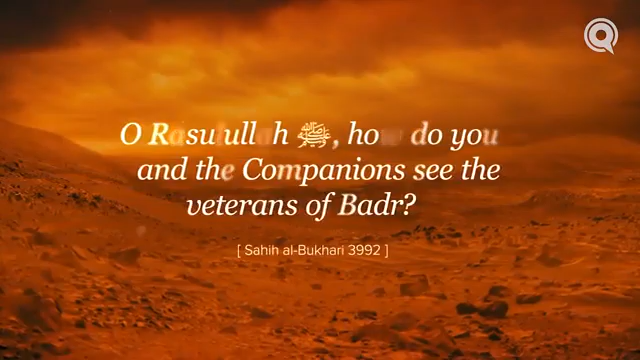 O Rasulullah ﷺ, how do you
and the Companions see the
veterans of Badr?
[ Sahih al-Bukhari 3992 ]